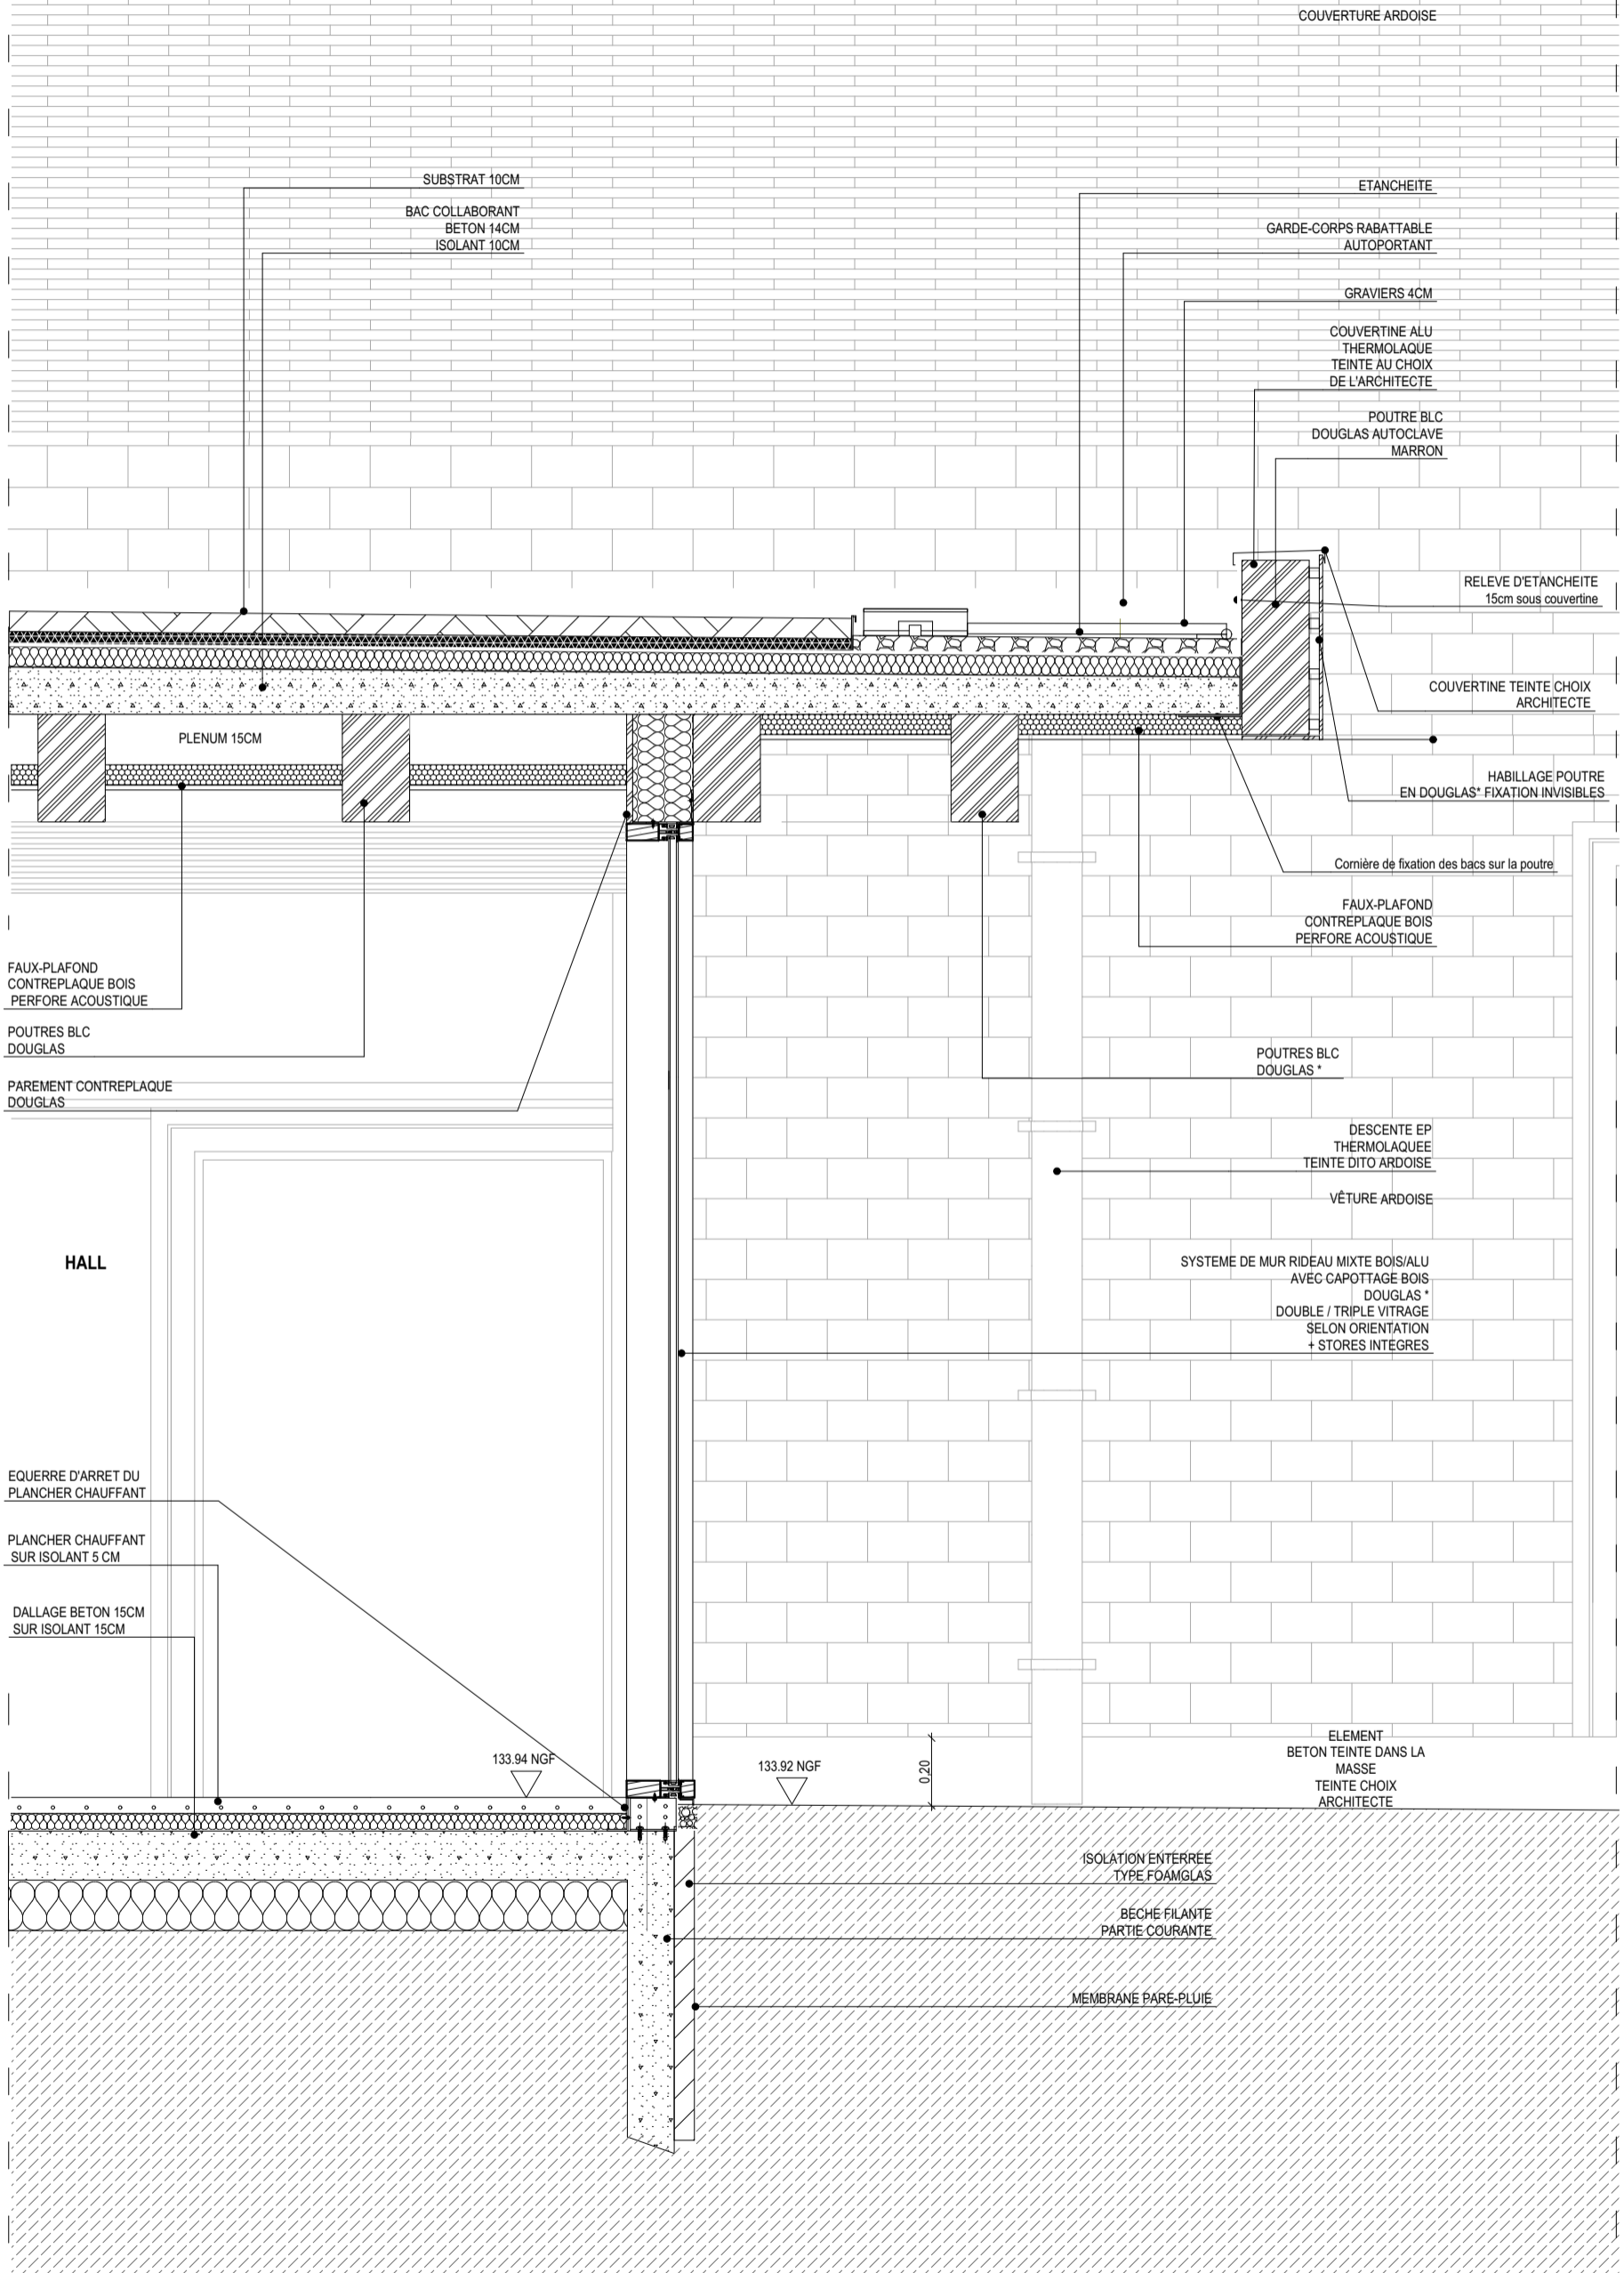 COUVERTURE ARDOISE
SUBSTRAT 10CM
BAC COLLABORANT
BETON 14CM
ISOLANT 10CM
ETANCHEITE
GARDE-CORPS RABATTABLE
AUTOPORTANT
GRAVIERS 4CM
COUVERTINE ALU
THERMOLAQUE
TEINTE AU CHOIX
DE L'ARCHITECTE
POUTRE BLC
DOUGLAS AUTOCLAVE
MARRON
RELEVE D'ETANCHEITE
15cm sous couvertine
COUVERTINE TEINTE CHOIX
ARCHITECTE
PLENUM 15CM
HABILLAGE POUTRE
EN DOUGLAS* FIXATION INVISIBLES
Cornière de fixation des bacs sur la poutre
FAUX-PLAFOND
CONTREPLAQUE BOIS
PERFORE ACOUSTIQUE
FAUX-PLAFOND
CONTREPLAQUE BOIS
PERFORE ACOUSTIQUE
POUTRES BLC
DOUGLAS
PAREMENT CONTREPLAQUE
DOUGLAS
POUTRES BLC
DOUGLAS *
DESCENTE EP
THERMOLAQUEE
TEINTE DITO ARDOISE
VÊTURE ARDOISE
HALL
SYSTEME DE MUR RIDEAU MIXTE BOIS/ALU
AVEC CAPOTTAGE BOIS
DOUGLAS *
DOUBLE / TRIPLE VITRAGE
SELON ORIENTATION
+ STORES INTEGRES
EQUERRE D'ARRET DU
PLANCHER CHAUFFANT
PLANCHER CHAUFFANT
SUR ISOLANT 5 CM
DALLAGE BETON 15CM
SUR ISOLANT 15CM
133.94 NGF
133.92 NGF
0,20
ELEMENT
BETON TEINTE DANS LA
MASSE
TEINTE CHOIX
ARCHITECTE
ISOLATION ENTERREE
TYPE FOAMGLAS
BECHE FILANTE
PARTIE COURANTE
MEMBRANE PARE-PLUIE